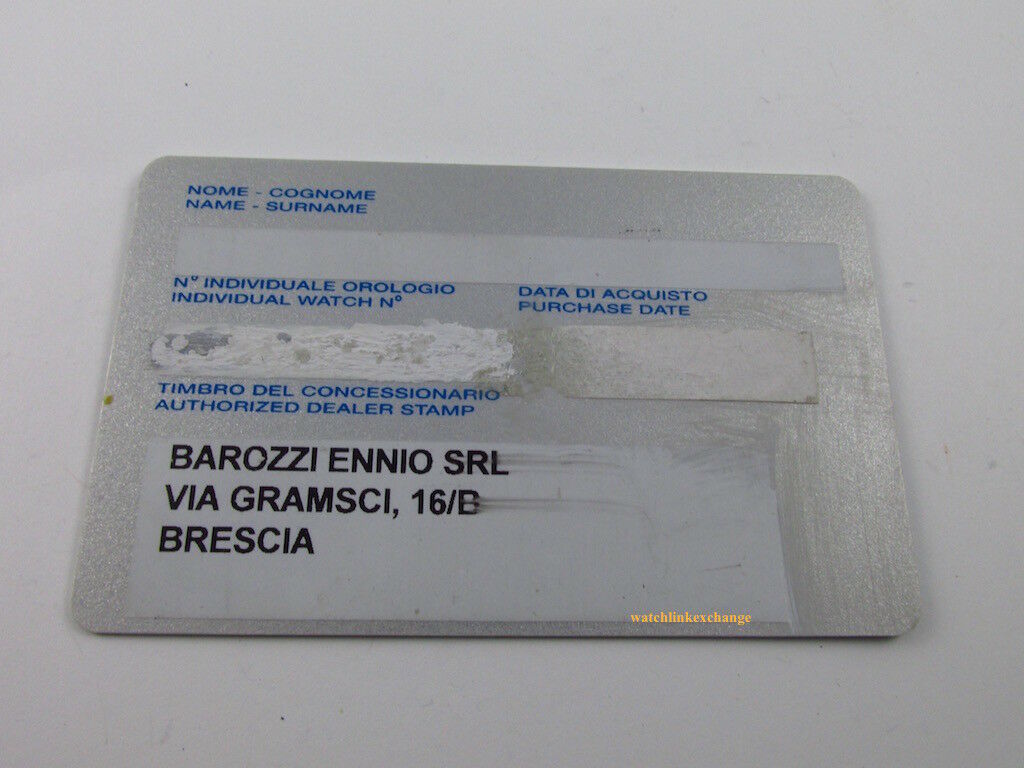 NOME - COGNOME
NAME - SURNAME
N° INDIVIDUALE OROLOGIO
INDIVIDUAL WATCH N°
DATA DI ACQUISTO
PURCHASE DATE
TIMBRO DEL CONCESSIONARIO
AUTHORIZED DEALER STAMP
BAROZZI ENNIO SRL
VIA GRAMSCI, 16/B
BRESCIA
watchlinkexchange